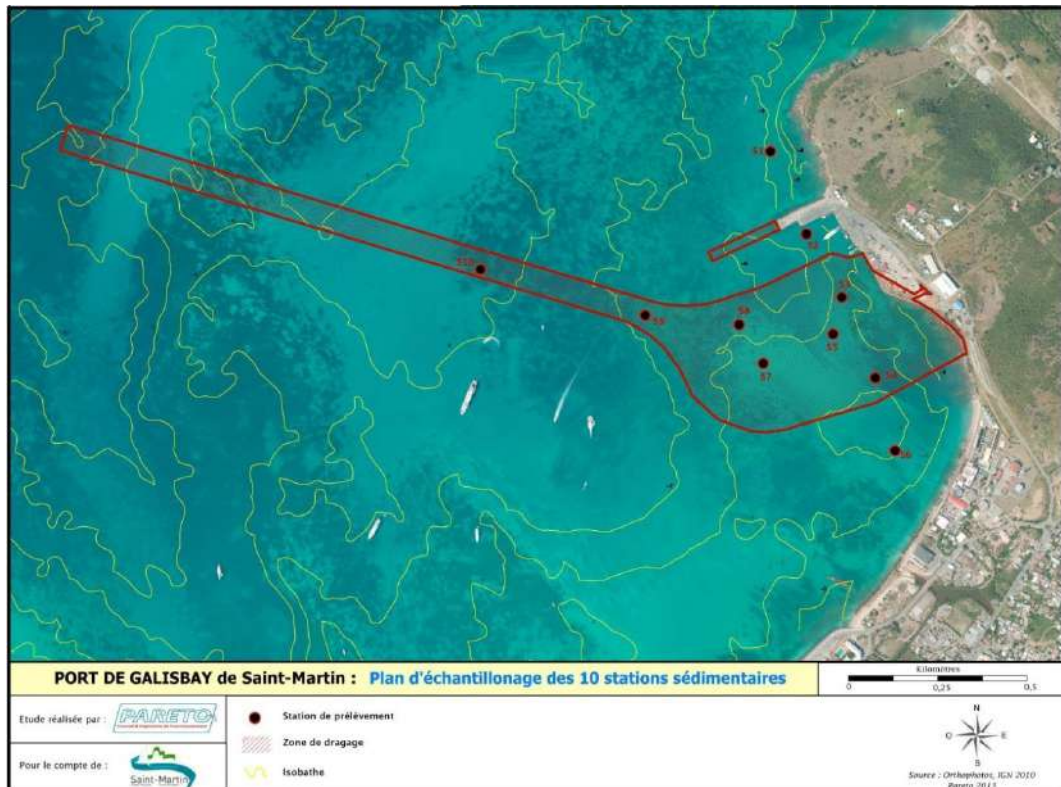 S1
S2
S3
S10
S9
S4
S5
S7
S6
PORT DE GALISBAY de Saint-Martin : Plan d'échantillonage des 10 stations sédimentaires
Kilomètres
0 0,25 0,5
Etude réalisée par : PARETO
Station de prélèvement
Zone de dragage
Pour le compte de : Saint-Martin
Isobathe
N
O E
S
Source : Orthophotos, IGN 2010
Pareto 2013